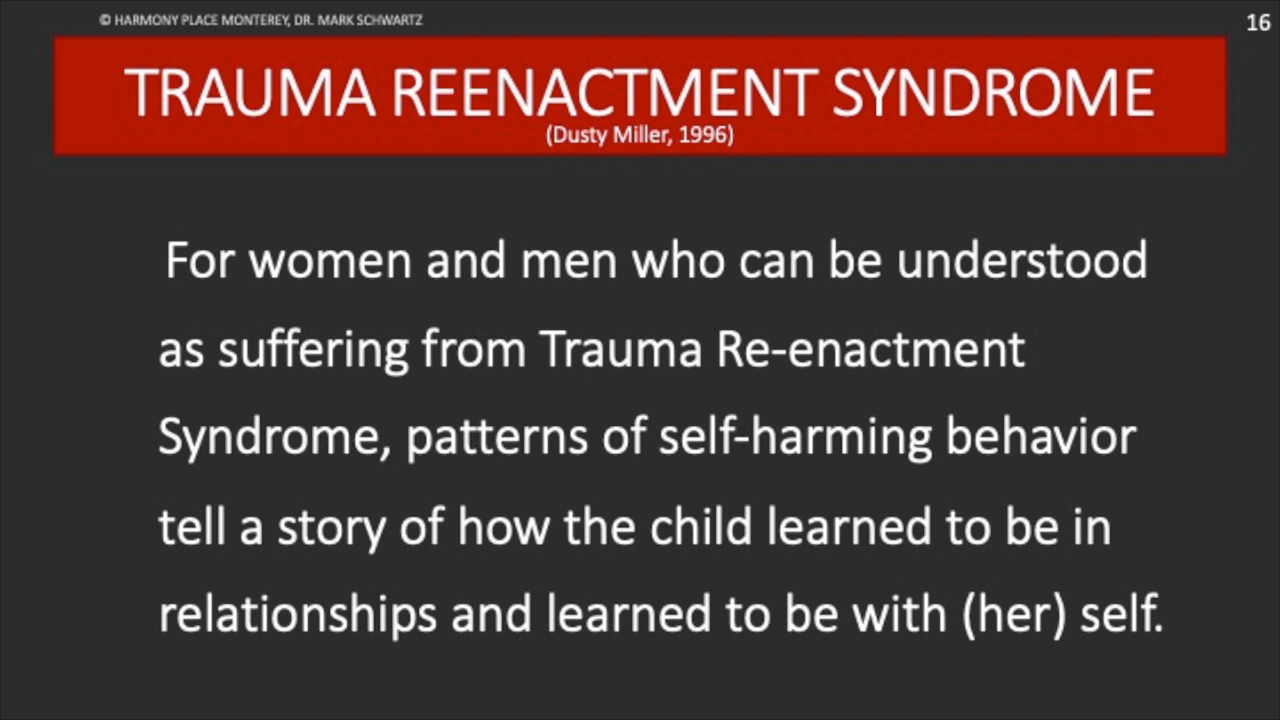 © HARMONY PLACE MONTEREY, DR. MARK SCHWARTZ
16
TRAUMA REENACTMENT SYNDROME
(Dusty Miller, 1996)
For women and men who can be understood
as suffering from Trauma Re-enactment
Syndrome, patterns of self-harming behavior
tell a story of how the child learned to be in
relationships and learned to be with (her) self.